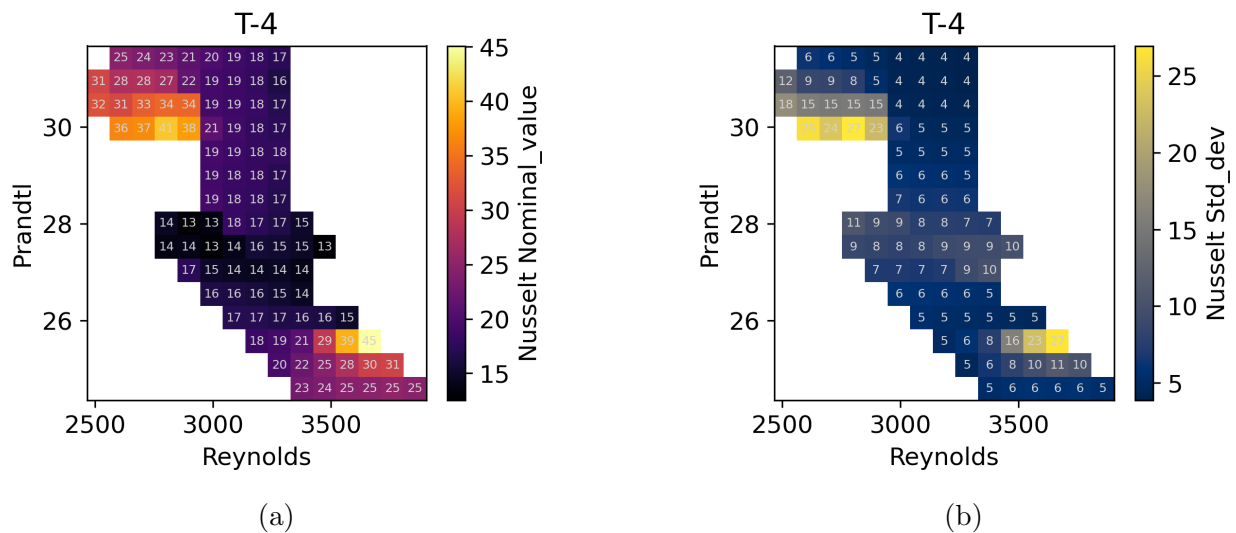 T-4
25 24 23 21 20 19 18 17
31 28 28 27 22 19 19 18 16
32 31 33 34 34 19 19 18 17
36 37 41 38 21 19 18 17
19 19 18 18
19 18 18 17
19 18 18 17
14 13 13 18 17 17 15
14 14 13 14 16 15 15 13
17 15 14 14 14 14
16 16 15 15 14
17 17 17 16 16 15
18 19 21 29 39 45
20 22 25 28 30 31
23 24 25 25 25 25
30
28
26
Prandtl
2500 3000 3500
Reynolds
45
40
35
30
25
20
15
Nusselt Nominal_value
(a)
T-4
6 6 5 5 4 4 4 4
12 9 9 8 5 4 4 4 4
18 15 15 15 15 4 4 4 4
24 23 6 5 5 5
5 5 5 5
6 6 6 5
7 6 6 6
11 9 9 8 8 7 7
9 8 8 8 9 9 9 10
7 7 7 7 9 10
6 6 6 6 5
5 5 5 5 5 5
5 6 8 16 23
5 6 8 10 11 10
5 6 6 6 6 5
30
28
26
Prandtl
2500 3000 3500
Reynolds
25
20
15
10
5
Nusselt Std_dev
(b)